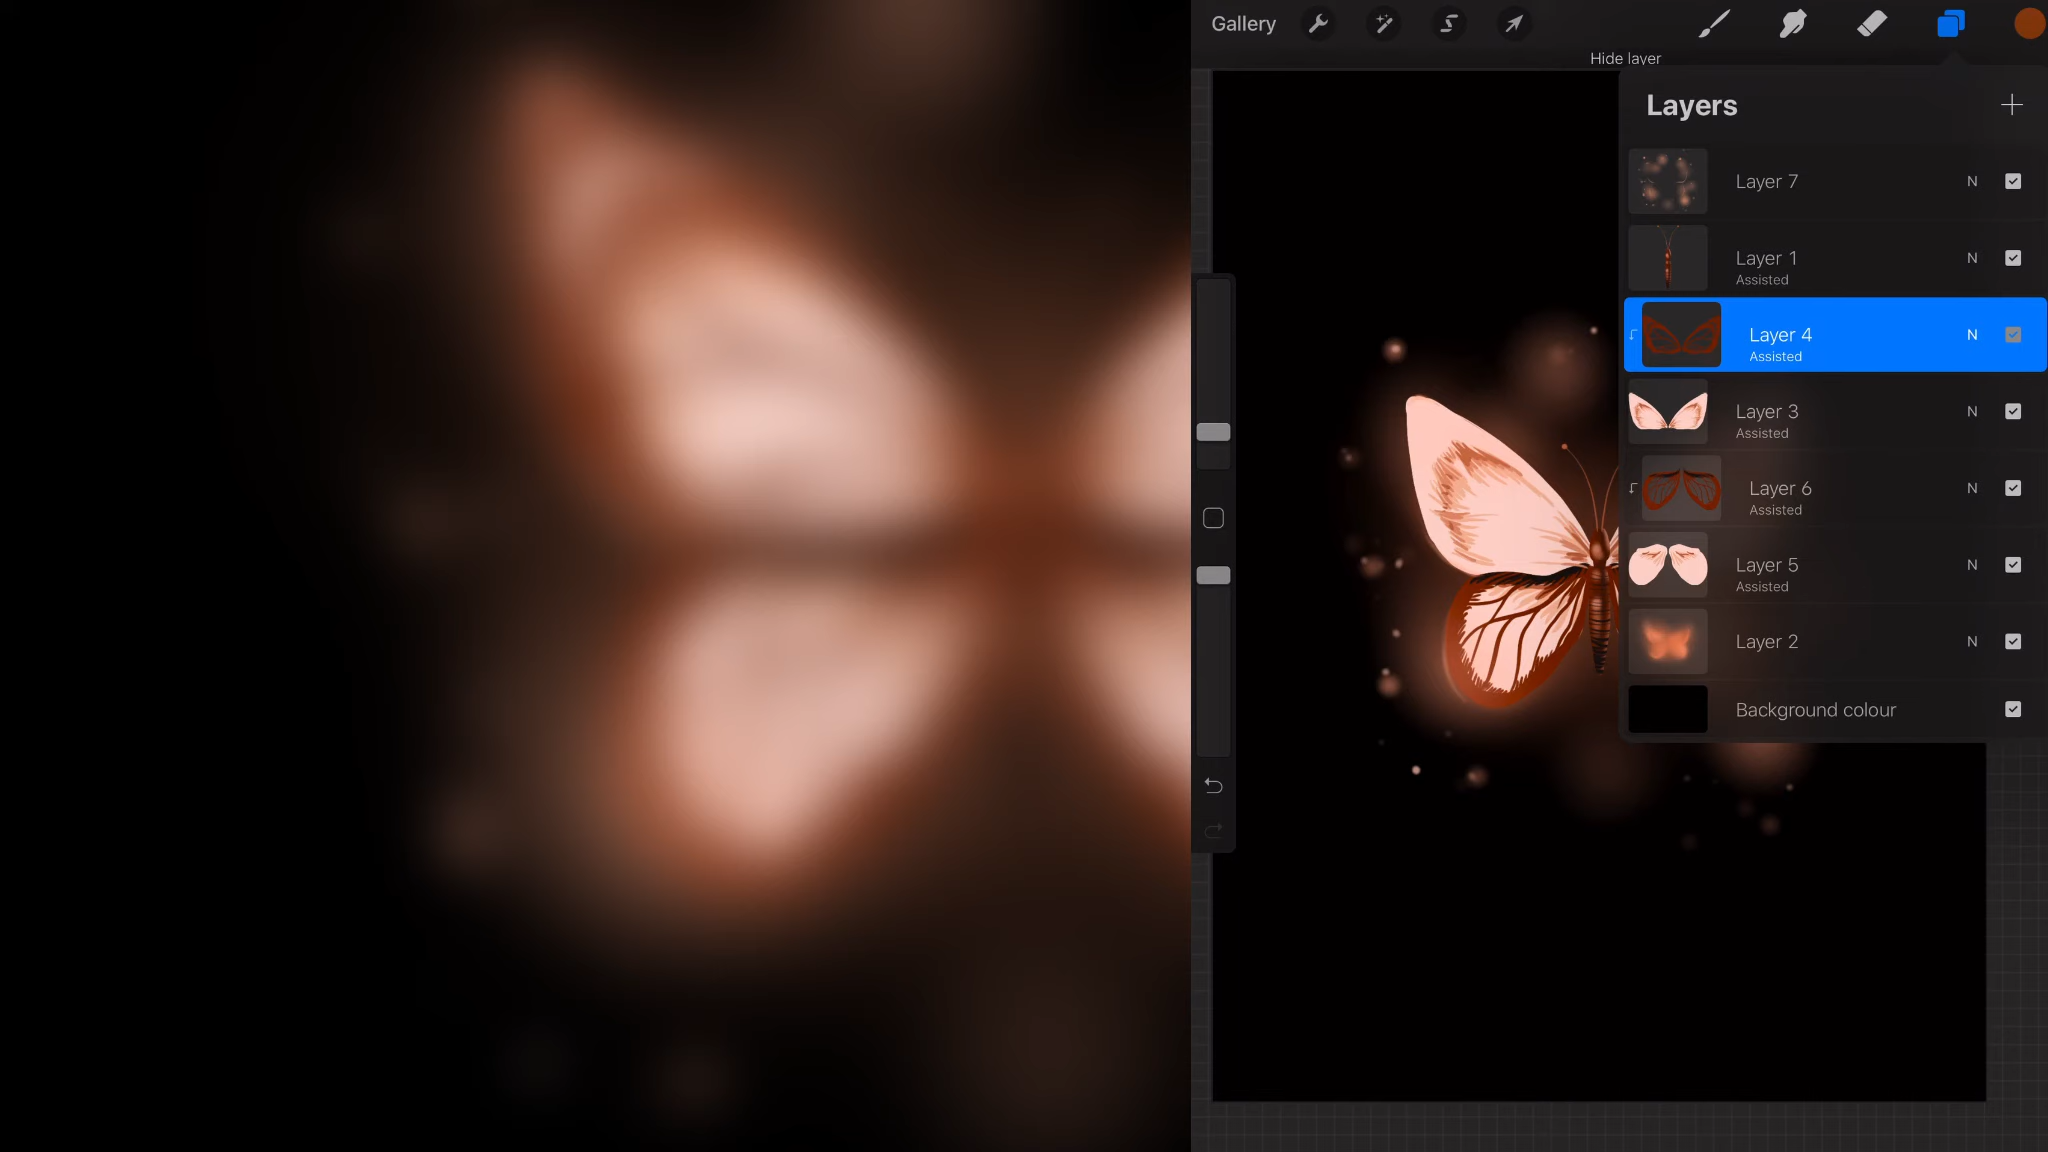 Gallery
Hide layer
Layers
Layer 7 N
Layer 1 N
Assisted
Layer 4 N
Assisted
Layer 3 N
Assisted
Layer 6 N
Assisted
Layer 5 N
Assisted
Layer 2 N
Background colour